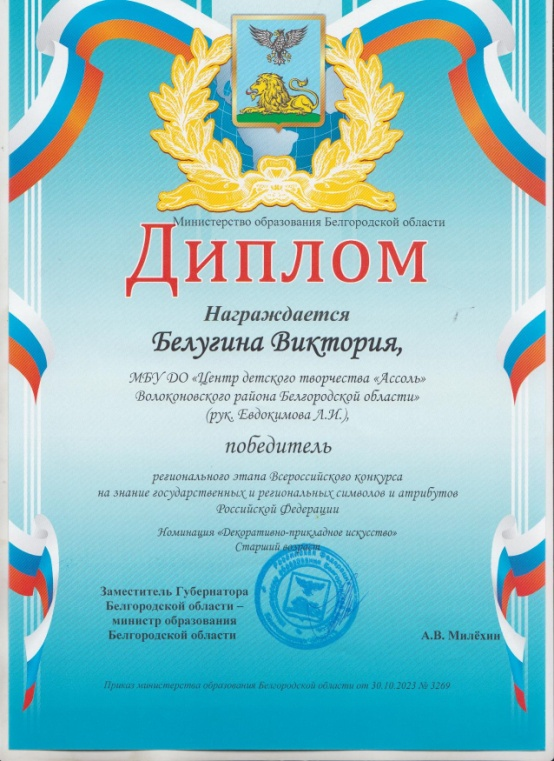 Министерство образования Белгородской области
Диплом
Награждается
Белугина Виктория,
МБУ ДО «Центр детского творчества «Ассоль»
Волоконовского района Белгородской области»
(рук. Евдокимова Л.И.),
победитель
регионального этапа Всероссийского конкурса
на знание государственных и региональных символов и атрибутов
Российской Федерации
Номинация «Декоративно-прикладное искусство»
Старший возраст
Заместитель Губернатора
Белгородской области –
министр образования
Белгородской области
А.В. Милёхин
Приказ министерства образования Белгородской области от 30.10.2023 № 3269